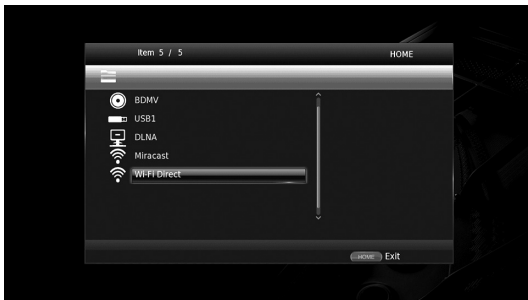 Item 5 / 5 HOME
BDMV
USB1
DLNA
Miracast
Wi-Fi Direct
HOME Exit